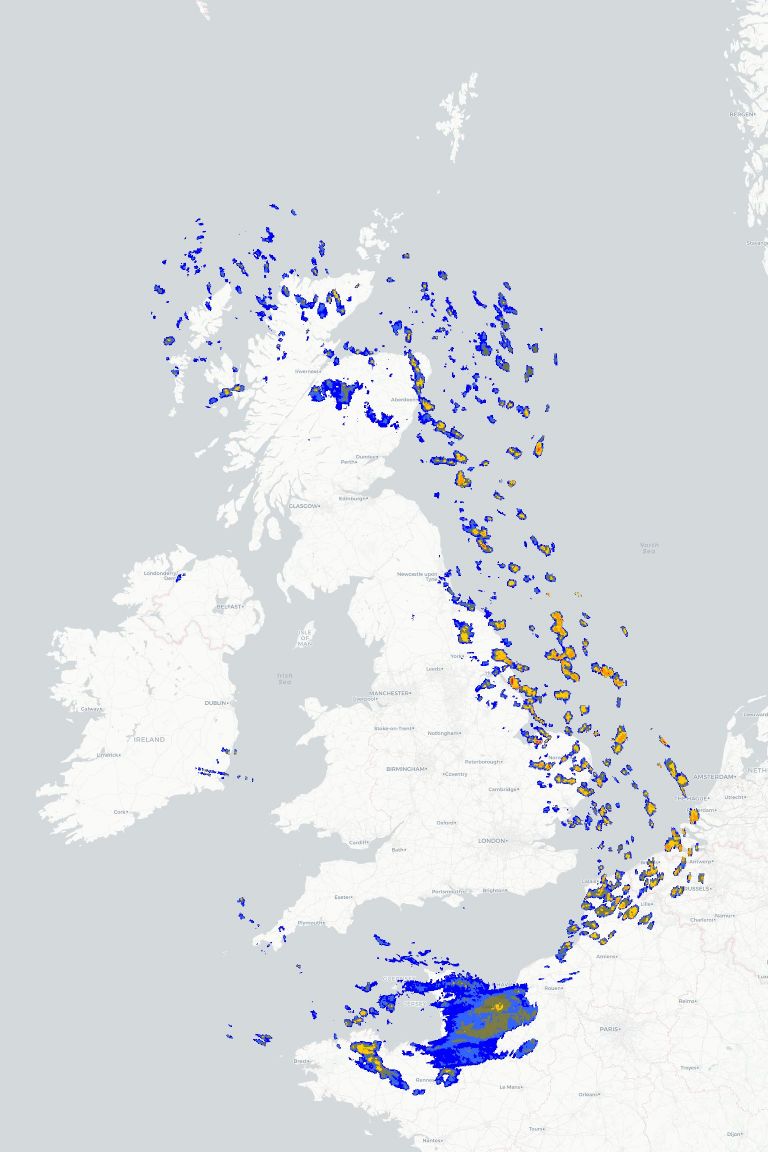 BERGEN
Inverness
Aberdeen
Dundee
Perth
Edinburgh
GLASGOW
North
Sea
Londonderry
Newcastle upon
Tyne
BELFAST
ISLE
OF
MAN
York
Leeds
Irish
Sea
MANCHESTER
Liverpool
DUBLIN
Galway
Stoke-on-Trent
Nottingham
IRELAND
Limerick
Peterborough
BIRMINGHAM
Coventry
AMSTERDAM
Cambridge
Utrecht
THE HAGUE
Cork
Oxford
Cardiff
LONDON
Bath
Antwerp
Calais
BRUSSELS
Portsmouth
Brighton
Exeter
Lille
Plymouth
Namur
Charleroi
Amiens
Rouen
Reims
PARIS
Brest
Troyes
Rennes
Le Mans
Orléans
Tours
Dijon
Nantes